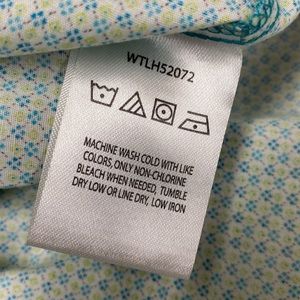 WTLH52072
MACHINE WASH COLD WITH LIKE
COLORS, ONLY NON-CHLORINE
BLEACH WHEN NEEDED, TUMBLE
DRY LOW OR LINE DRY, LOW IRON